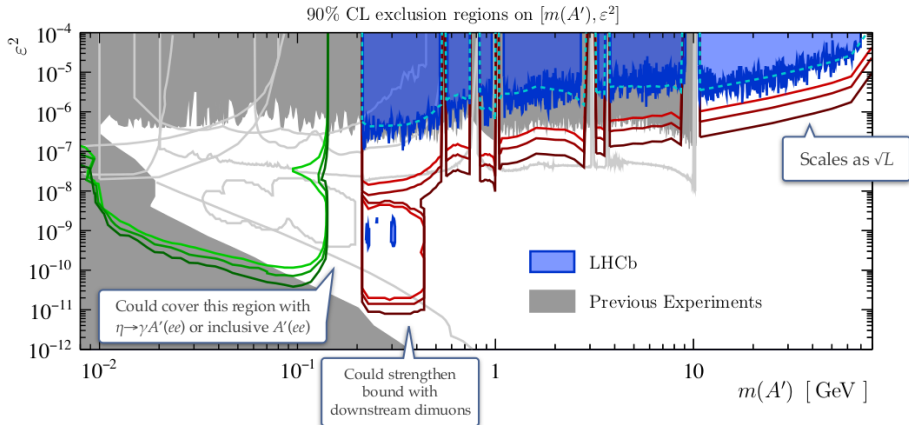 90% CL exclusion regions on [m(A′), ε²]
ε²
10⁻⁴
10⁻⁵
10⁻⁶
10⁻⁷
10⁻⁸
10⁻⁹
10⁻¹⁰
10⁻¹¹
10⁻¹²
Scales as √L
LHCb
Previous Experiments
Could cover this region with
η→γA′(ee) or inclusive A′(ee)
Could strengthen
bound with
downstream dimuons
10⁻² 10⁻¹ 1 10
m(A′) [ GeV ]